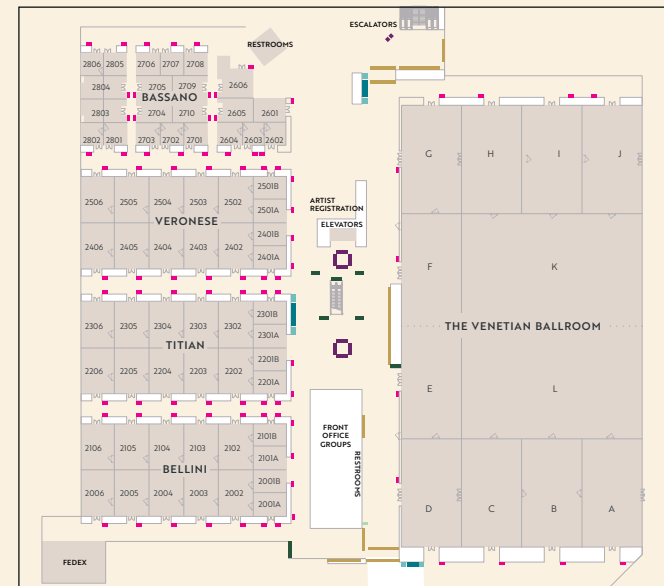 ESCALATORS
RESTROOMS
2806 2805 2706 2707 2708
2804 2705 2709 2606
BASSANO
2803 2704 2710 2605 2601
2802 2801 2703 2702 2701 2604 2603 2602
2506 2505 2504 2503 2502 2501B
2501A
VERONESE
2401B
2406 2405 2404 2403 2402 2401A
ARTIST
REGISTRATION
ELEVATORS
2306 2305 2304 2303 2302 2301B
2301A
TITIAN
2201B
2206 2205 2204 2203 2202 2201A
2106 2105 2104 2103 2102 2101B
2101A
BELLINI
2001B
2006 2005 2004 2003 2002 2001A
FRONT
OFFICE
GROUPS
RESTROOMS
FEDEX
G H I J
F K
THE VENETIAN BALLROOM
E L
D C B A